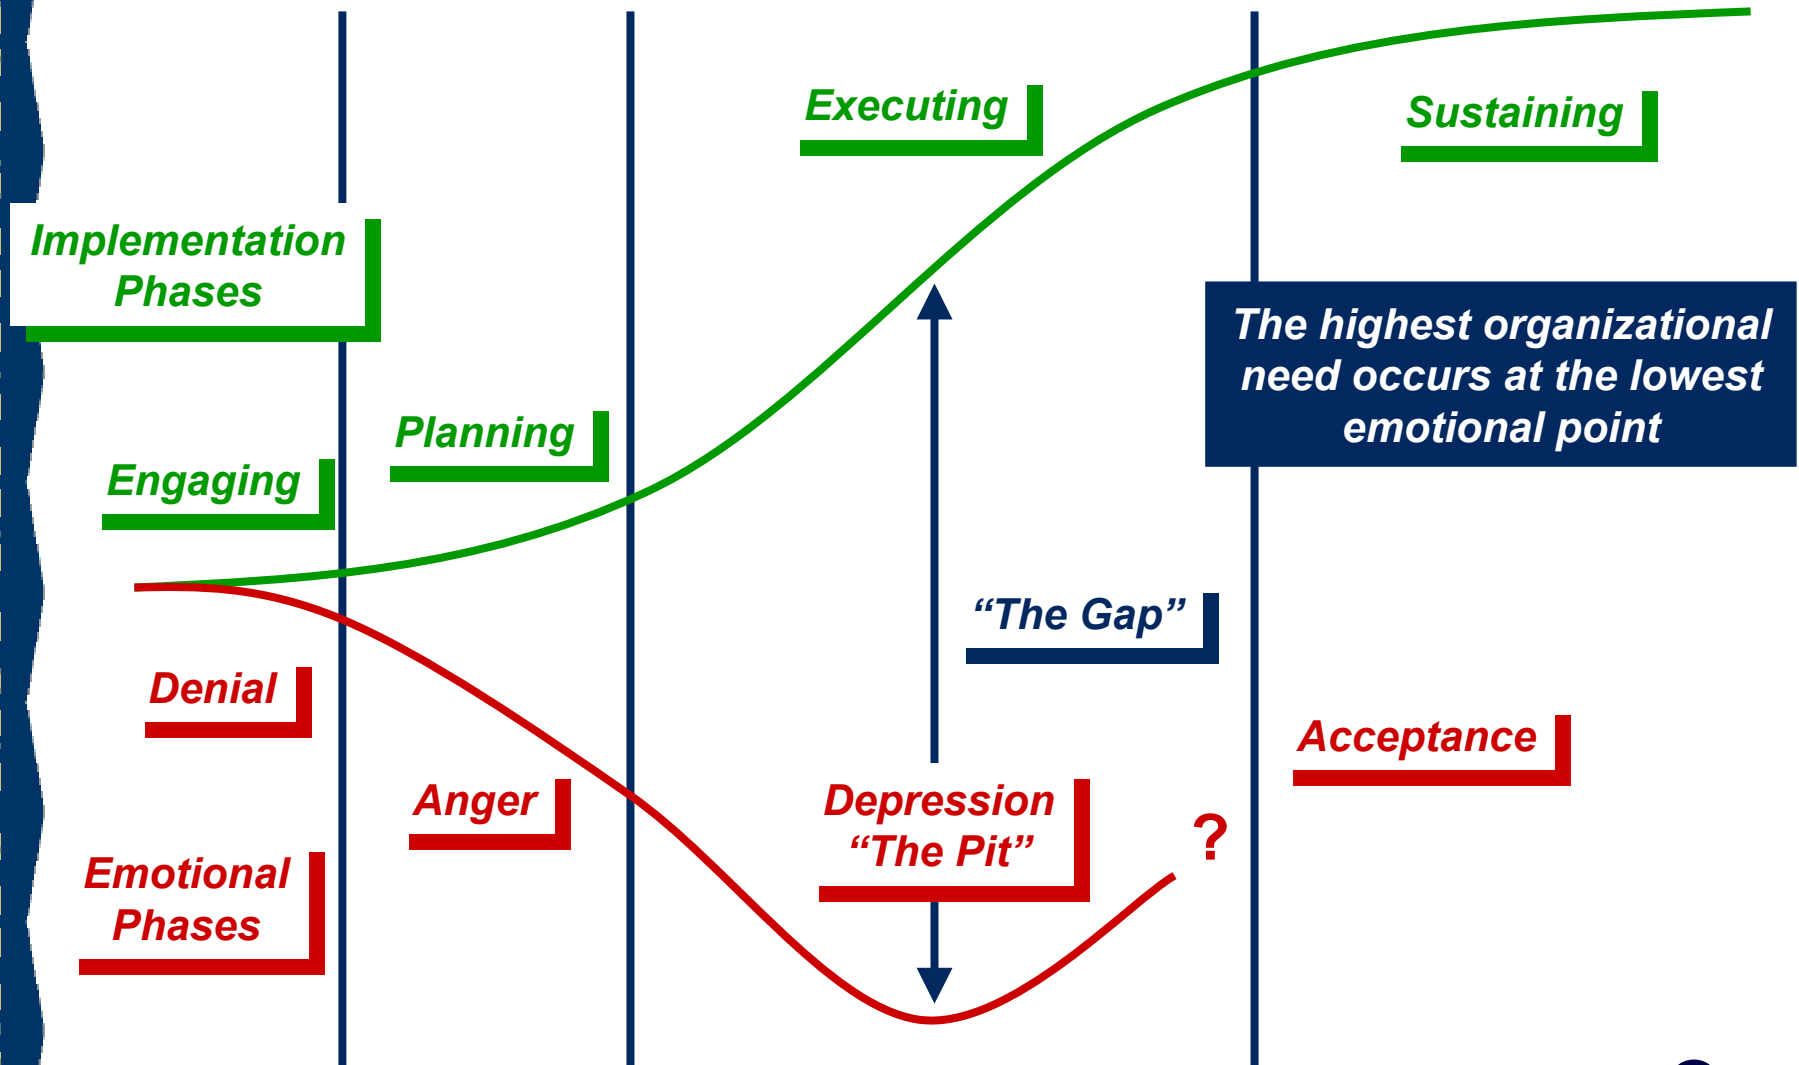 Executing
Sustaining
Implementation
Phases
The highest organizational
need occurs at the lowest
emotional point
Planning
Engaging
“The Gap”
Denial
Acceptance
Anger
Depression
“The Pit”
?
Emotional
Phases